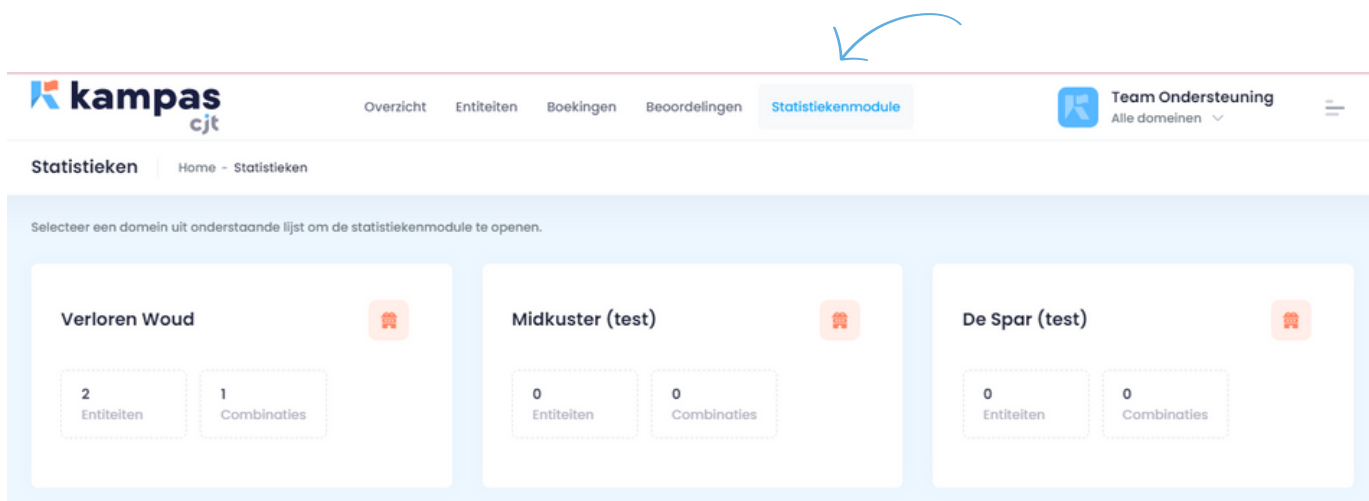 kampas
cjt
Overzicht Entiteiten Boekingen Beoordelingen Statistiekenmodule
Team Ondersteuning
Alle domeinen
Statistieken Home - Statistieken
Selecteer een domein uit onderstaande lijst om de statistiekenmodule te openen.
Verloren Woud
2 1
Entiteiten Combinaties
Midkuster (test)
0 0
Entiteiten Combinaties
De Spar (test)
0 0
Entiteiten Combinaties